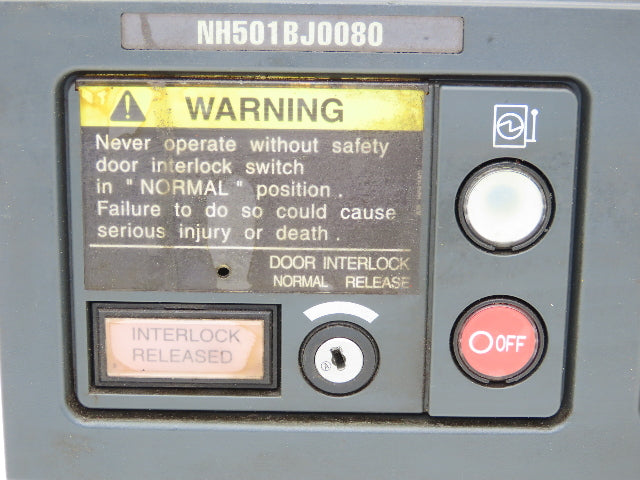 NH501BJ0080
WARNING
Never operate without safety
door interlock switch
in "NORMAL" position.
Failure to do so could cause
serious injury or death.
DOOR INTERLOCK
NORMAL RELEASE
INTERLOCK
RELEASED
OFF